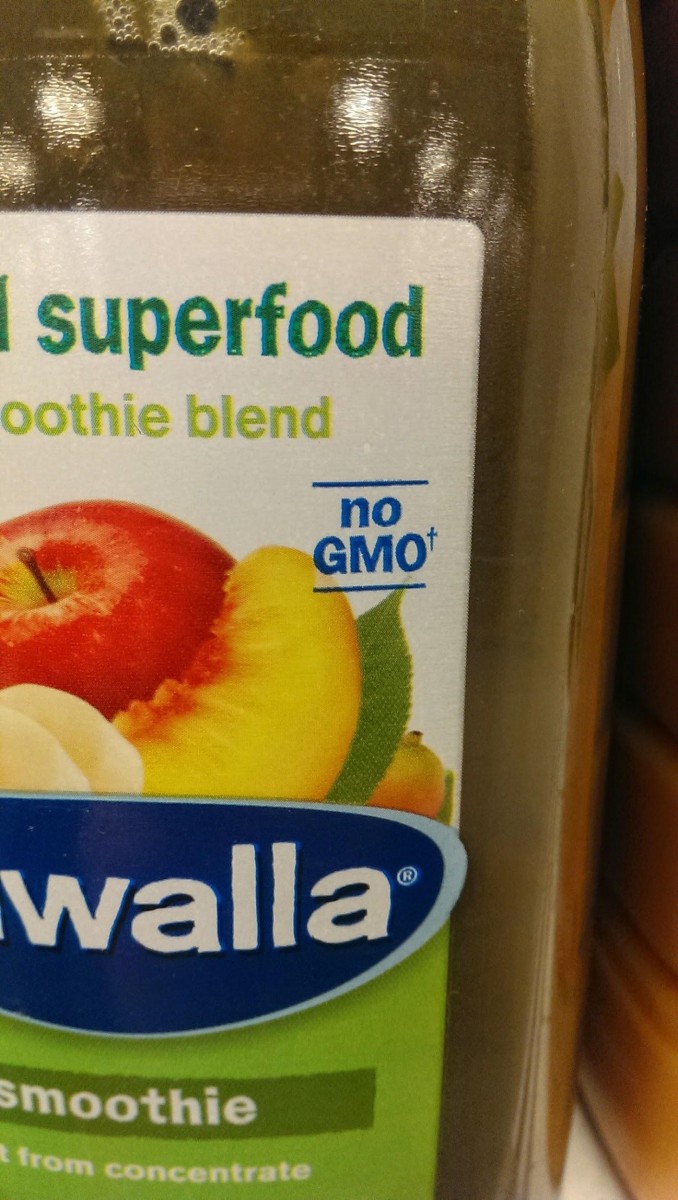 superfood
oothie blend
no
GMO†
walla®
smoothie
t from concentrate